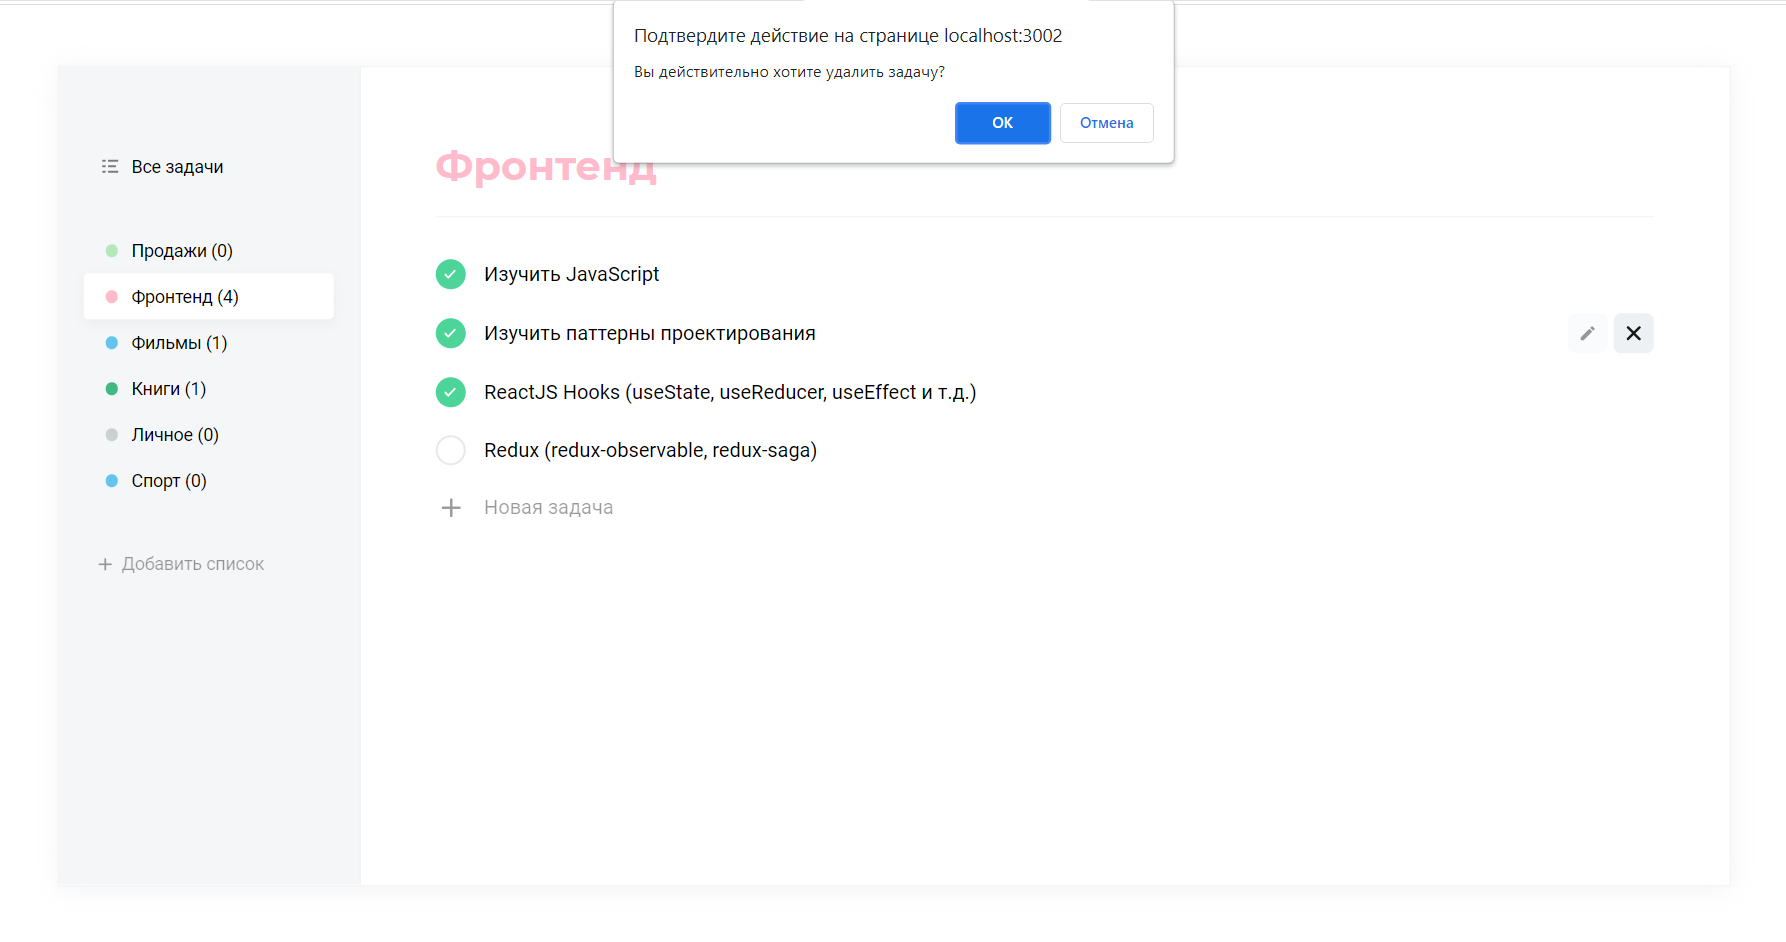 Подтвердите действие на странице localhost:3002
Вы действительно хотите удалить задачу?
ОК
Отмена
Все задачи
Продажи (0)
Фронтенд (4)
Фильмы (1)
Книги (1)
Личное (0)
Спорт (0)
Добавить список
Фронтенд
Изучить JavaScript
Изучить паттерны проектирования
ReactJS Hooks (useState, useReducer, useEffect и т.д.)
Redux (redux-observable, redux-saga)
Новая задача